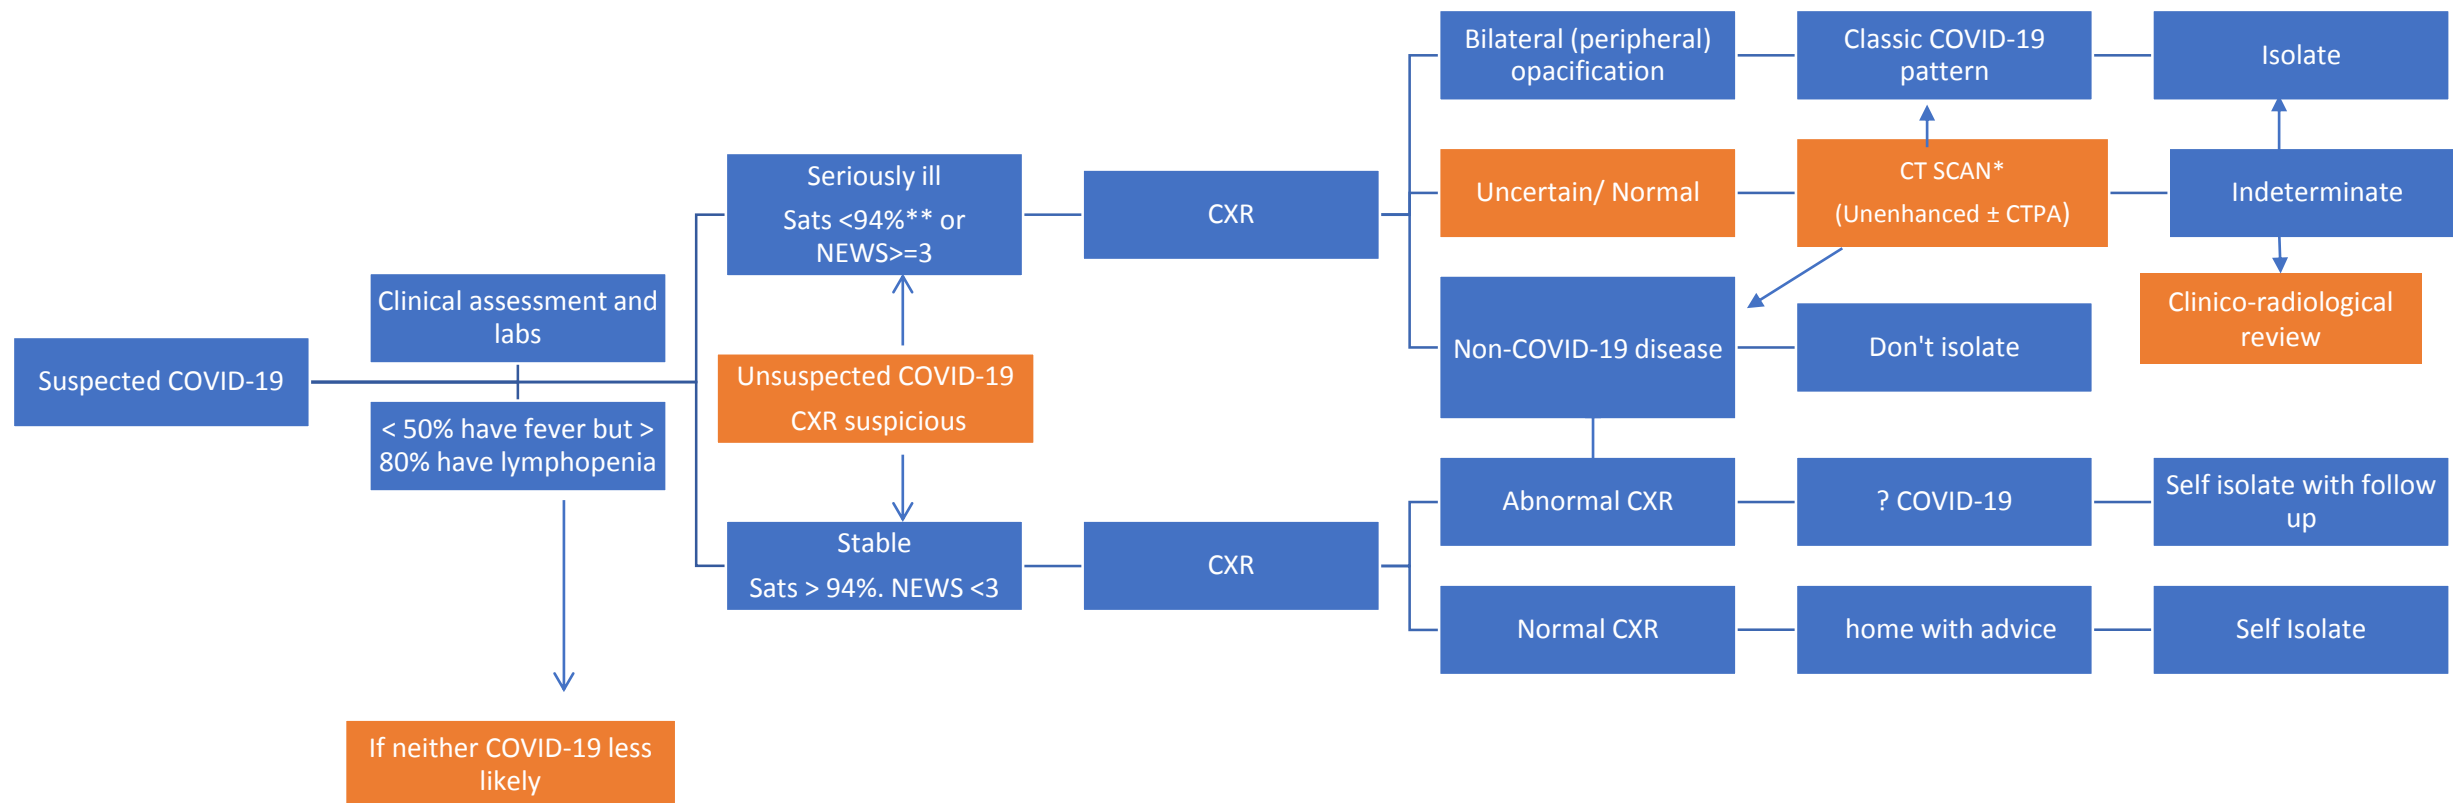 Suspected COVID-19
Clinical assessment and
labs
< 50% have fever but >
80% have lymphopenia
If neither COVID-19 less
likely
Seriously ill
Sats <94%** or
NEWS>=3
Unsuspected COVID-19
CXR suspicious
Stable
Sats > 94%. NEWS <3
CXR
CXR
Bilateral (peripheral)
opacification
Classic COVID-19
pattern
Isolate
Uncertain/ Normal
CT SCAN*
(Unenhanced ± CTPA)
Indeterminate
Clinico-radiological
review
Non-COVID-19 disease
Don't isolate
Abnormal CXR
? COVID-19
Self isolate with follow
up
Normal CXR
home with advice
Self Isolate